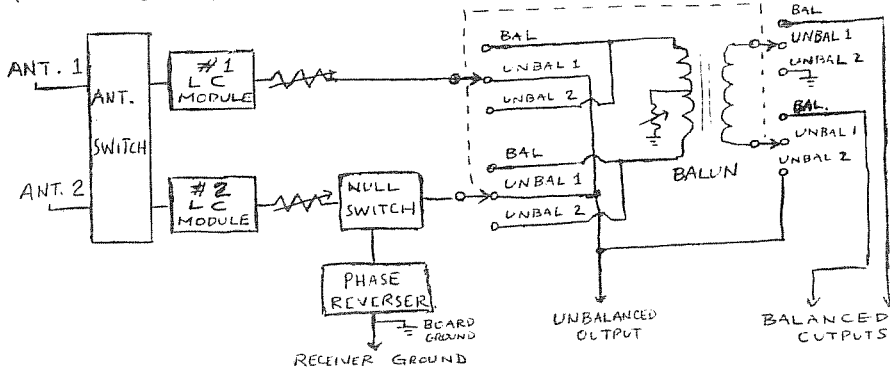 BAL
BAL
UNBAL 1
ANT. 1
#1
L C
MODULE
UNBAL 1
UNBAL 2
ANT.
SWITCH
UNBAL 2
BAL.
BAL
UNBAL 1
ANT. 2
#2
L C
MODULE
NULL
SWITCH
UNBAL 1
BALUN
UNBAL 2
UNBAL 2
PHASE
REVERSER
BOARD
GROUND
UNBALANCED
OUTPUT
BALANCED
OUTPUTS
RECEIVER GROUND